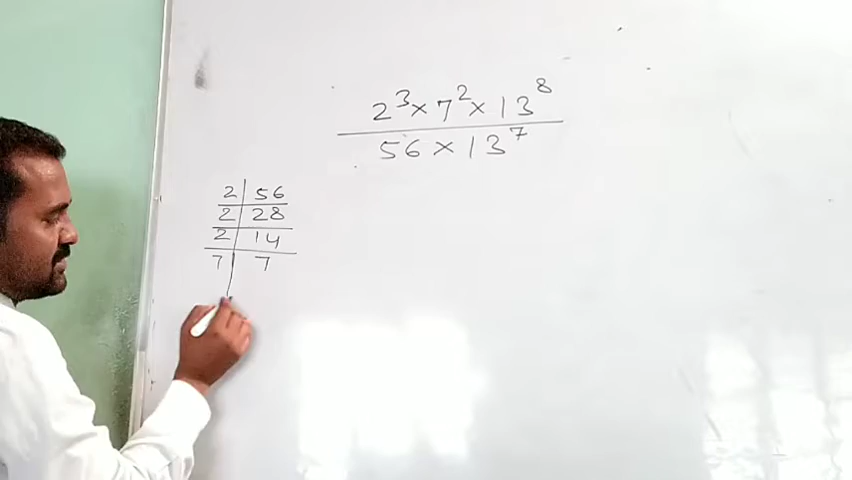 2³ × 7² × 13⁸
56 × 13⁷
2 | 56
2 | 28
2 | 14
7 | 7